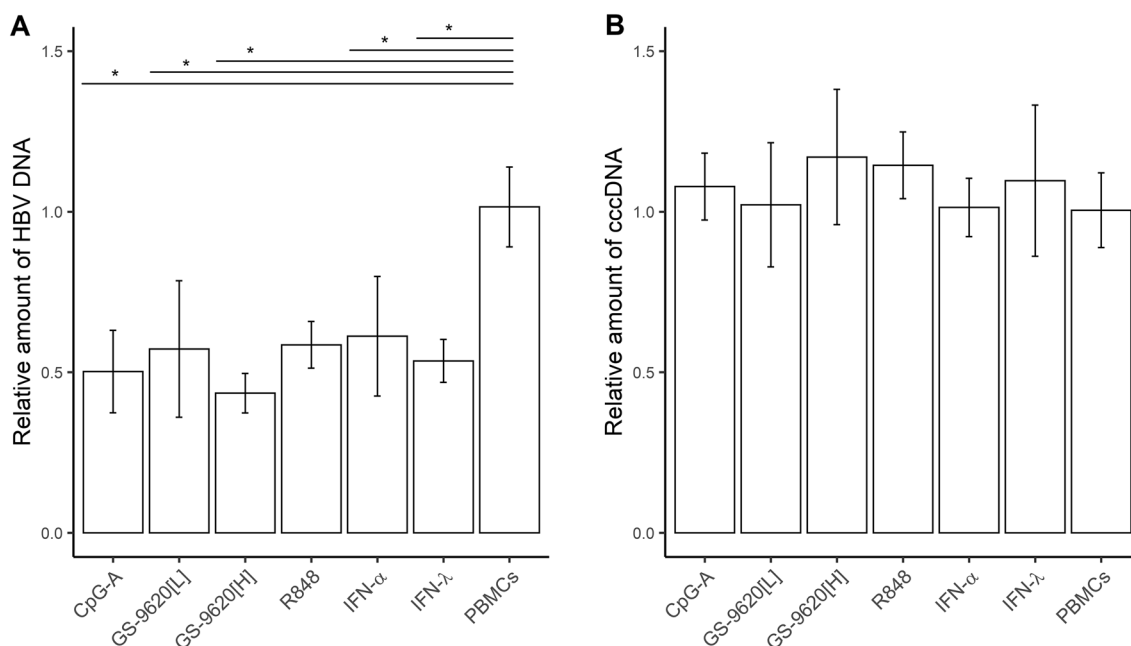 A
Relative amount of HBV DNA
1.5
1.0
0.5
0.0
*
*
*
*
*
CpG-A
GS-9620[L]
GS-9620[H]
R848
IFN-α
IFN-λ
PBMCs
B
Relative amount of cccDNA
1.5
1.0
0.5
0.0
CpG-A
GS-9620[L]
GS-9620[H]
R848
IFN-α
IFN-λ
PBMCs